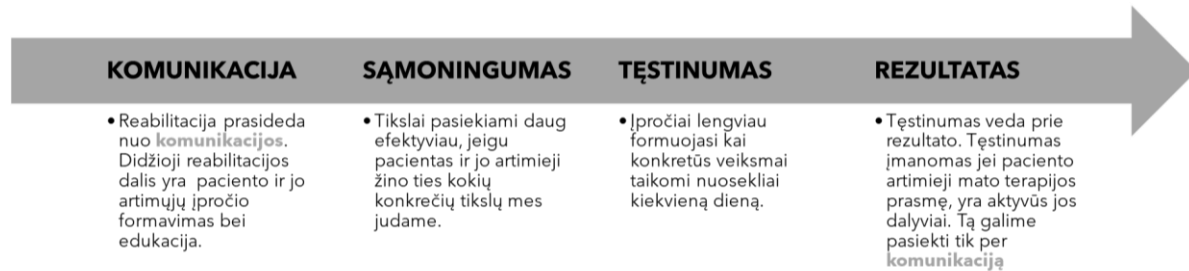 KOMUNIKACIJA
• Reabilitacija prasideda
nuo komunikacijos.
Didžioji reabilitacijos
dalis yra paciento ir jo
artimųjų įpročio
formavimas bei
edukacija.
SĄMONINGUMAS
• Tikslai pasiekiami daug
efektyviau, jeigu
pacientas ir jo artimieji
žino ties kokių
konkrečių tikslų mes
judame.
TĘSTINUMAS
• Įpročiai lengviau
formuojasi kai
konkretūs veiksmai
taikomi nuosekliai
kiekvieną dieną.
REZULTATAS
• Tęstinumas veda prie
rezultato. Tęstinumas
įmanomas jei paciento
artimieji mato terapijos
prasmę, yra aktyvūs jos
dalyviai. Tą galime
pasiekti tik per
komunikaciją